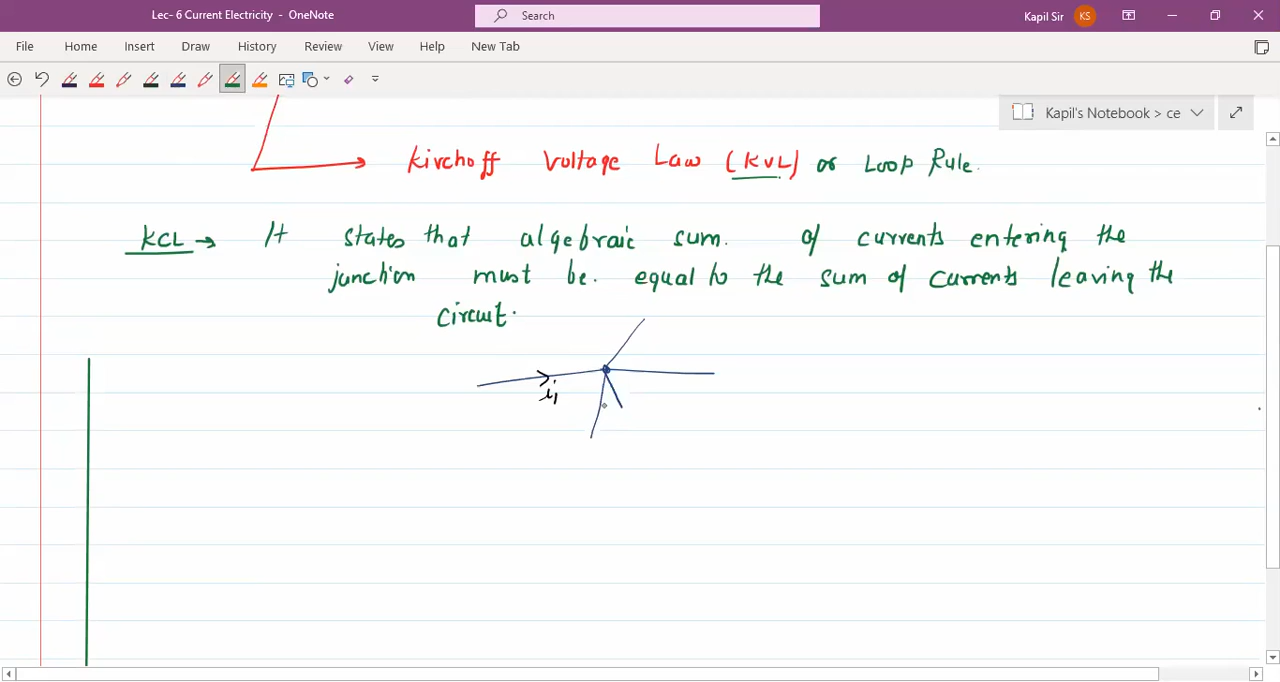 Lec- 6 Current Electricity - OneNote
Search
Kapil Sir
KS
File Home Insert Draw History Review View Help New Tab
Kapil's Notebook > ce
Kirchoff Voltage Law (KVL) or Loop Rule.
KCL → It states that algebraic sum. of currents entering the
junction must be. equal to the sum of currents leaving the
circuit.
i1